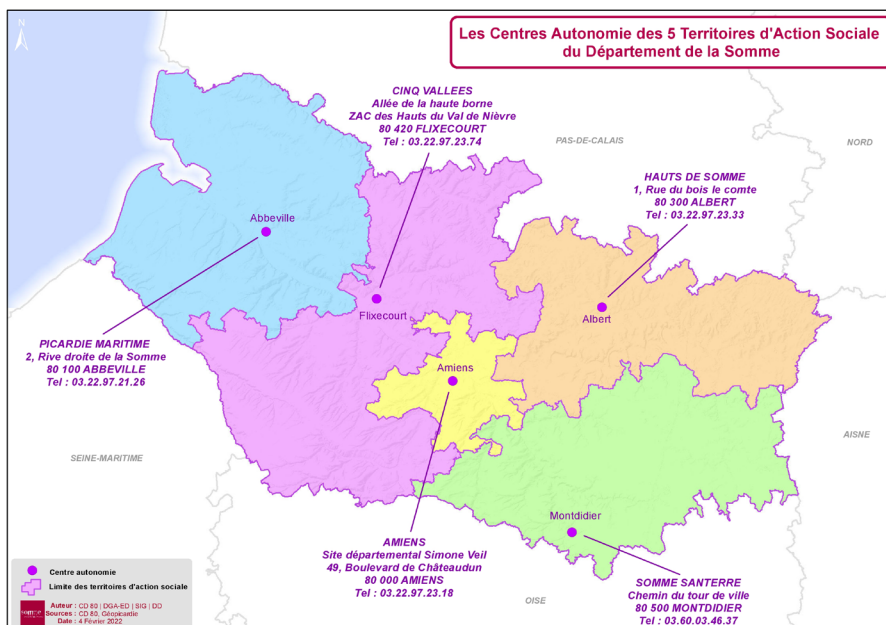 N
Les Centres Autonomie des 5 Territoires d'Action Sociale
du Département de la Somme
CINQ VALLEES
Allée de la haute borne
ZAC des Hauts du Val de Nièvre
80 420 FLIXECOURT
Tel : 03.22.97.23.74
PAS-DE-CALAIS
NORD
HAUTS DE SOMME
1, Rue du bois le comte
80 300 ALBERT
Tel : 03.22.97.23.33
Abbeville
Flixecourt
Albert
PICARDIE MARITIME
2, Rive droite de la Somme
80 100 ABBEVILLE
Tel : 03.22.97.21.26
Amiens
SEINE-MARITIME
AISNE
Montdidier
AMIENS
Site départemental Simone Veil
49, Boulevard de Châteaudun
80 000 AMIENS
Tel : 03.22.97.23.18
SOMME SANTERRE
Chemin du tour de ville
80 500 MONTDIDIER
Tel : 03.60.03.46.37
OISE
Centre autonomie
Limite des territoires d'action sociale
somme
Auteur : CD 80 | DGA-ED | SIG | DD
Sources : CD 80, Géopicardie
Date : 4 Février 2022